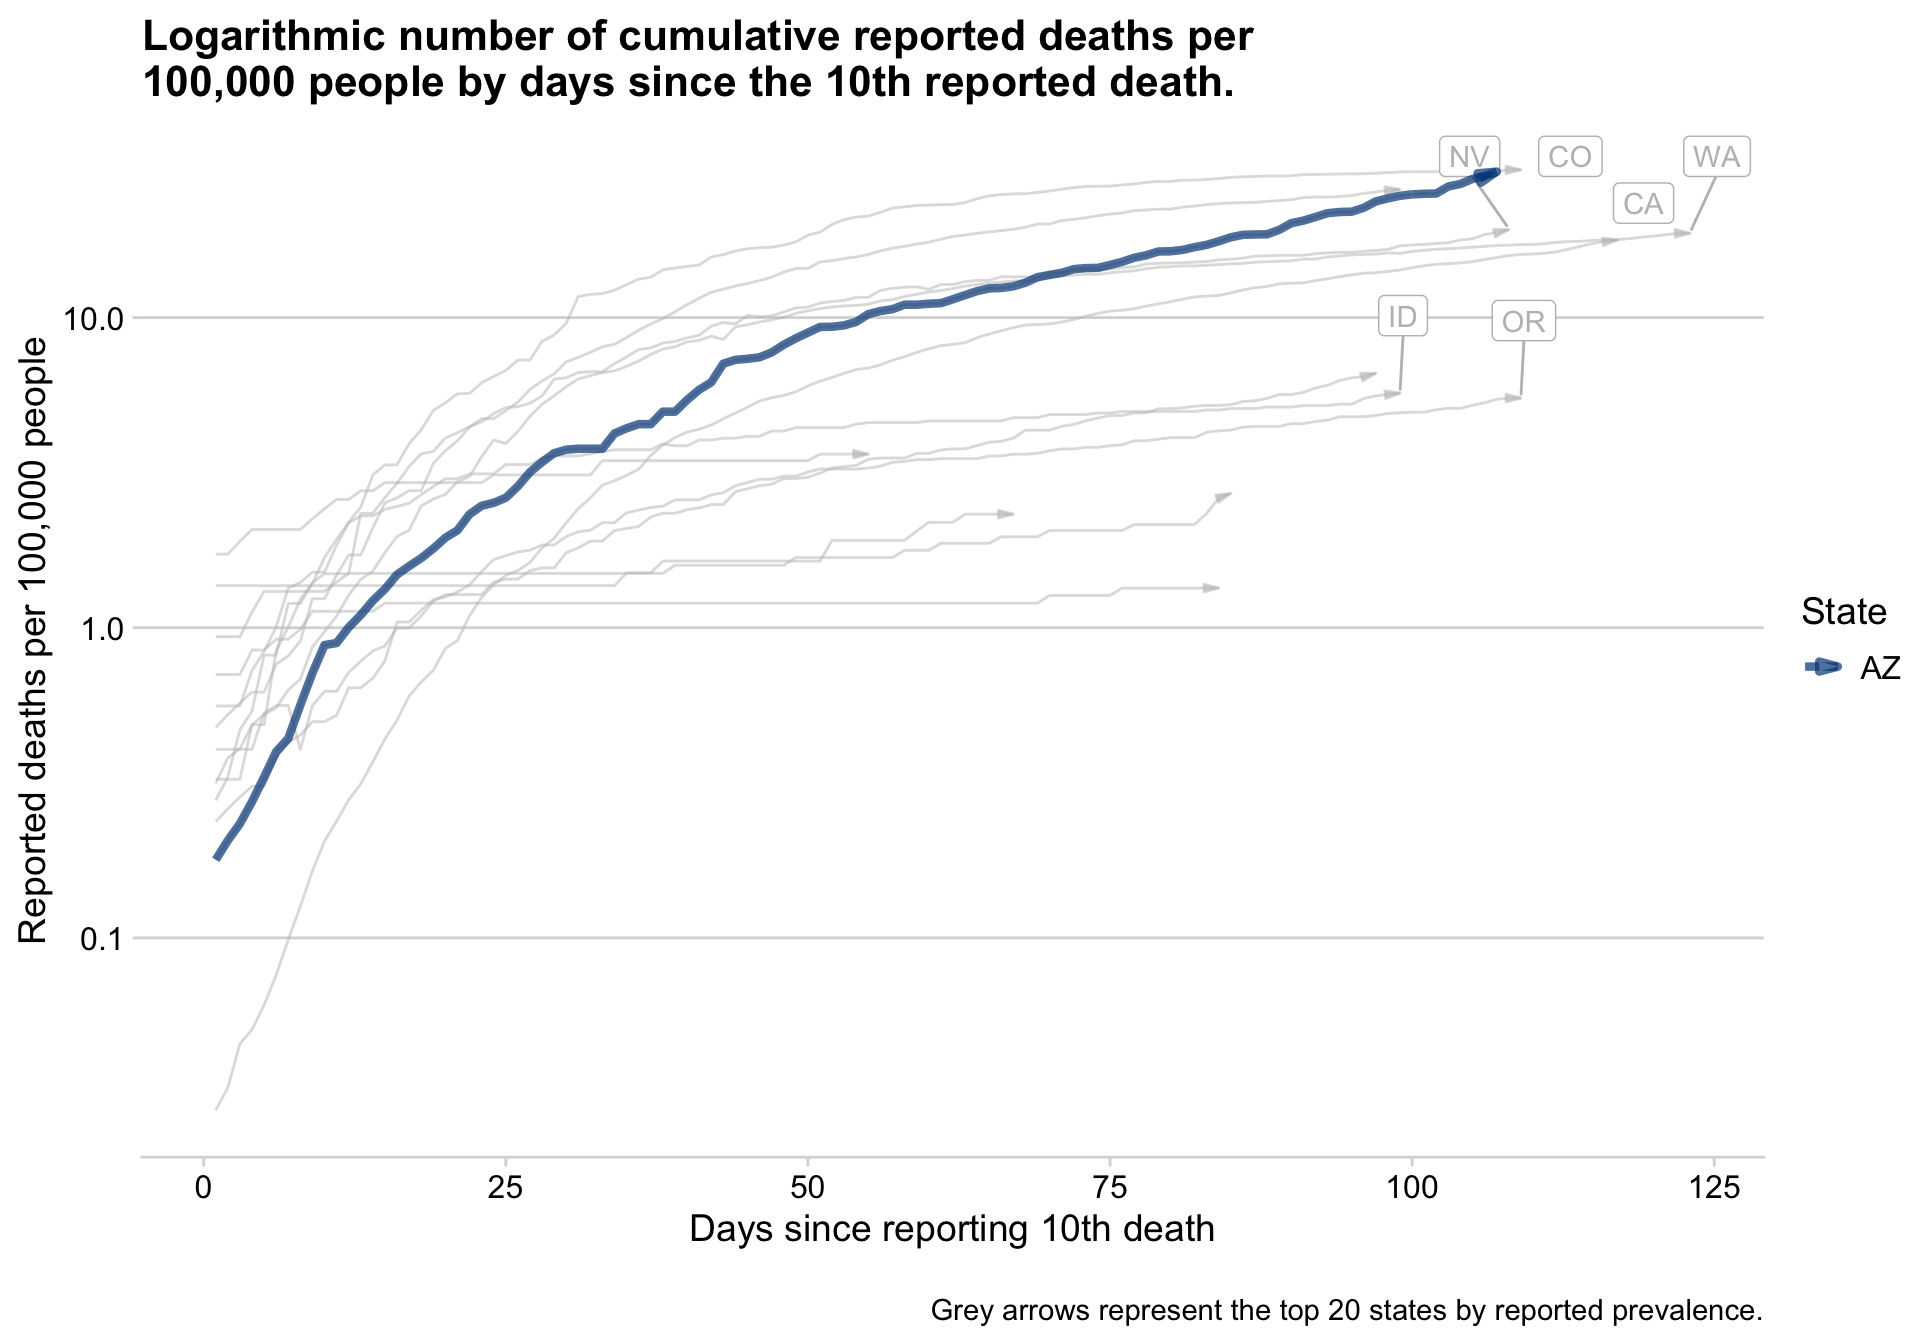 Logarithmic number of cumulative reported deaths per
100,000 people by days since the 10th reported death.
NV
CO
WA
CA
ID
OR
10.0
1.0
0.1
Reported deaths per 100,000 people
State
AZ
0 25 50 75 100 125
Days since reporting 10th death
Grey arrows represent the top 20 states by reported prevalence.